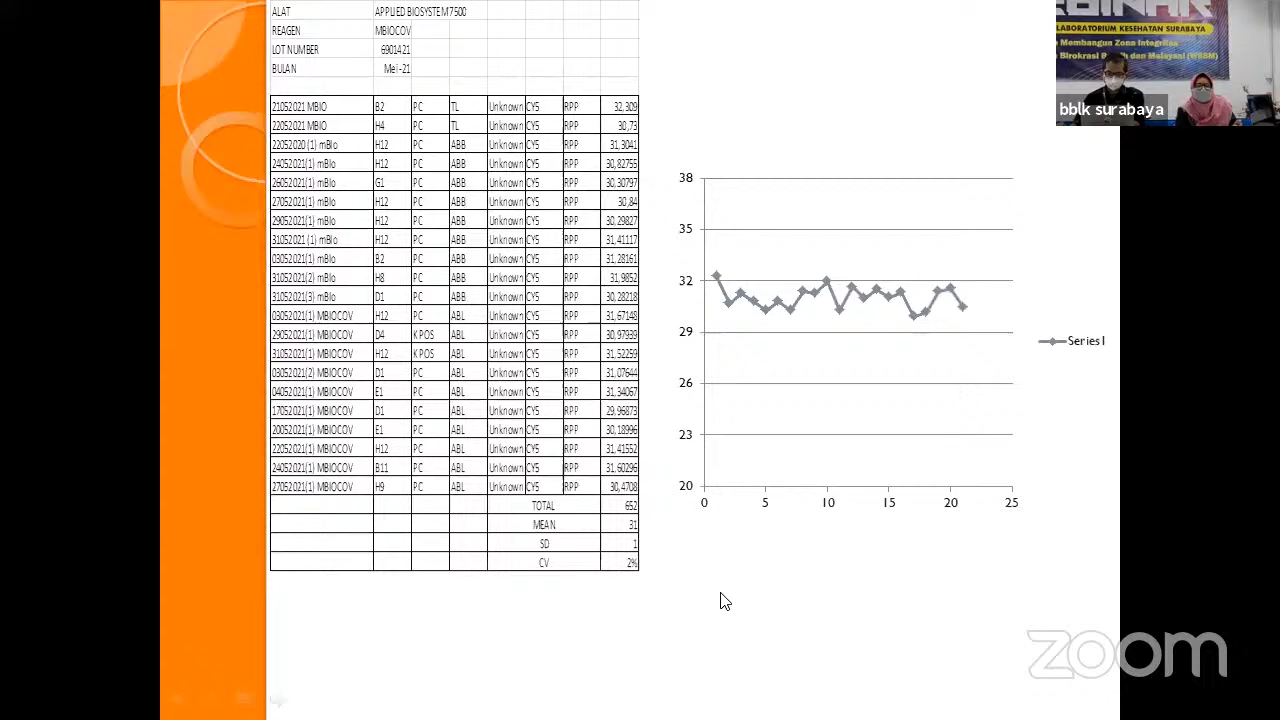 ALAT APPLIED BIOSYSTEM 7500
REAGEN MBIOCOV
LOT NUMBER 6901421
BULAN Mei-21
21052021 MBIO B2 PC TL Unknown CY5 RPP 32,309
22052021 MBIO H4 PC TL Unknown CY5 RPP 30,73
22052020 (1) mBIo H12 PC ABB Unknown CY5 RPP 31,3041
24052021(1) mBIo H12 PC ABB Unknown CY5 RPP 30,82755
26052021(1) mBIo G1 PC ABB Unknown CY5 RPP 30,30797
27052021(1) mBIo H12 PC ABB Unknown CY5 RPP 30,84
29052021(1) mBIo H12 PC ABB Unknown CY5 RPP 30,29827
31052021 (1) mBIo H12 PC ABB Unknown CY5 RPP 31,41117
03052021(1) mBIo B2 PC ABB Unknown CY5 RPP 31,28161
31052021(2) mBIo H8 PC ABB Unknown CY5 RPP 31,9852
31052021(3) mBIo D1 PC ABB Unknown CY5 RPP 30,28218
03052021(1) MBIOCOV H12 PC ABL Unknown CY5 RPP 31,67148
29052021(1) MBIOCOV D4 K POS ABL Unknown CY5 RPP 30,97939
31052021(1) MBIOCOV H12 K POS ABL Unknown CY5 RPP 31,52259
03052021(2) MBIOCOV D1 PC ABL Unknown CY5 RPP 31,07644
04052021(1) MBIOCOV E1 PC ABL Unknown CY5 RPP 31,34067
17052021(1) MBIOCOV D1 PC ABL Unknown CY5 RPP 29,96873
20052021(1) MBIOCOV E1 PC ABL Unknown CY5 RPP 30,18996
22052021(1) MBIOCOV H12 PC ABL Unknown CY5 RPP 31,41552
24052021(1) MBIOCOV B11 PC ABL Unknown CY5 RPP 31,60296
27052021(1) MBIOCOV H9 PC ABL Unknown CY5 RPP 30,4708
TOTAL 652
MEAN 31
SD 1
CV 2%
38
35
32
29
26
23
20
0 5 10 15 20 25
Series1
LABORATORIUM KESEHATAN SURABAYA
Membangun Zona Integritas
Birokrasi dan Melayani (WBBM)
bblk surabaya
zoom